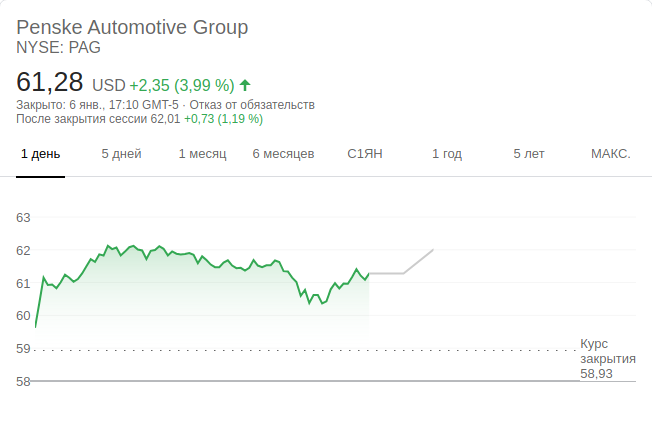 Penske Automotive Group
NYSE: PAG
61,28 USD +2,35 (3,99 %)
Закрыто: 6 янв., 17:10 GMT-5 · Отказ от обязательств
После закрытия сессии 62,01 +0,73 (1,19 %)
1 день 5 дней 1 месяц 6 месяцев С1ЯН 1 год 5 лет МАКС.
63
62
61
60
59
Курс
закрытия
58,93
58